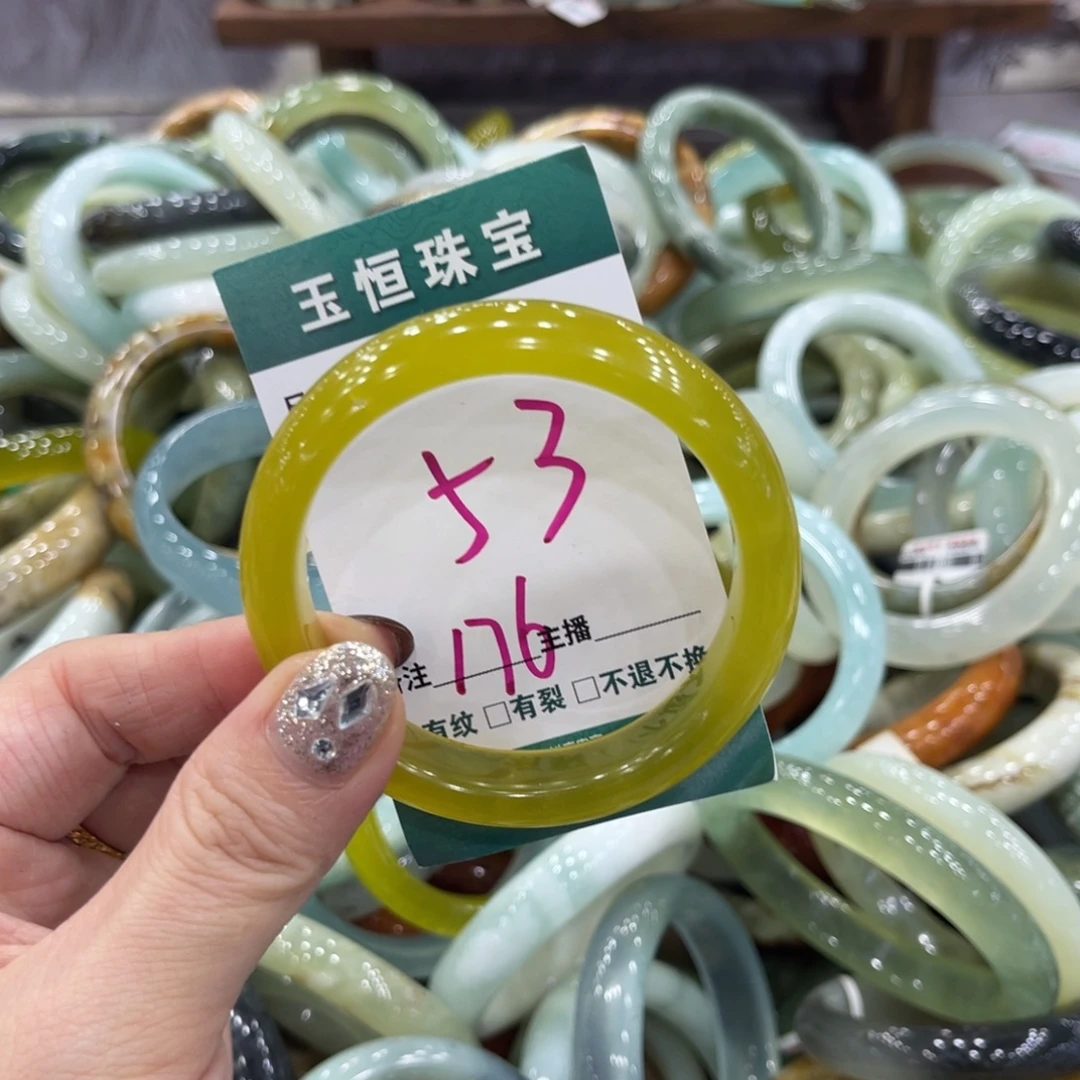 玉恒珠宝
53
176
注 主播
有纹 □有裂 □不退不换